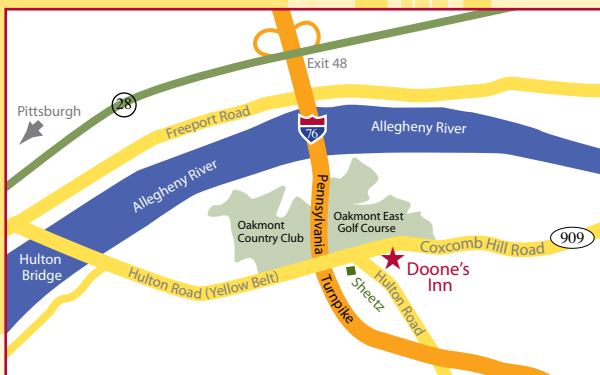 Exit 48
28
Pittsburgh
Freeport Road
76
Allegheny River
Allegheny River
Pennsylvania
Oakmont
Country Club
Oakmont East
Golf Course
909
Coxcomb Hill Road
Hulton
Bridge
Hulton Road (Yellow Belt)
Doone's
Inn
Sheetz
Hulton Road
Turnpike